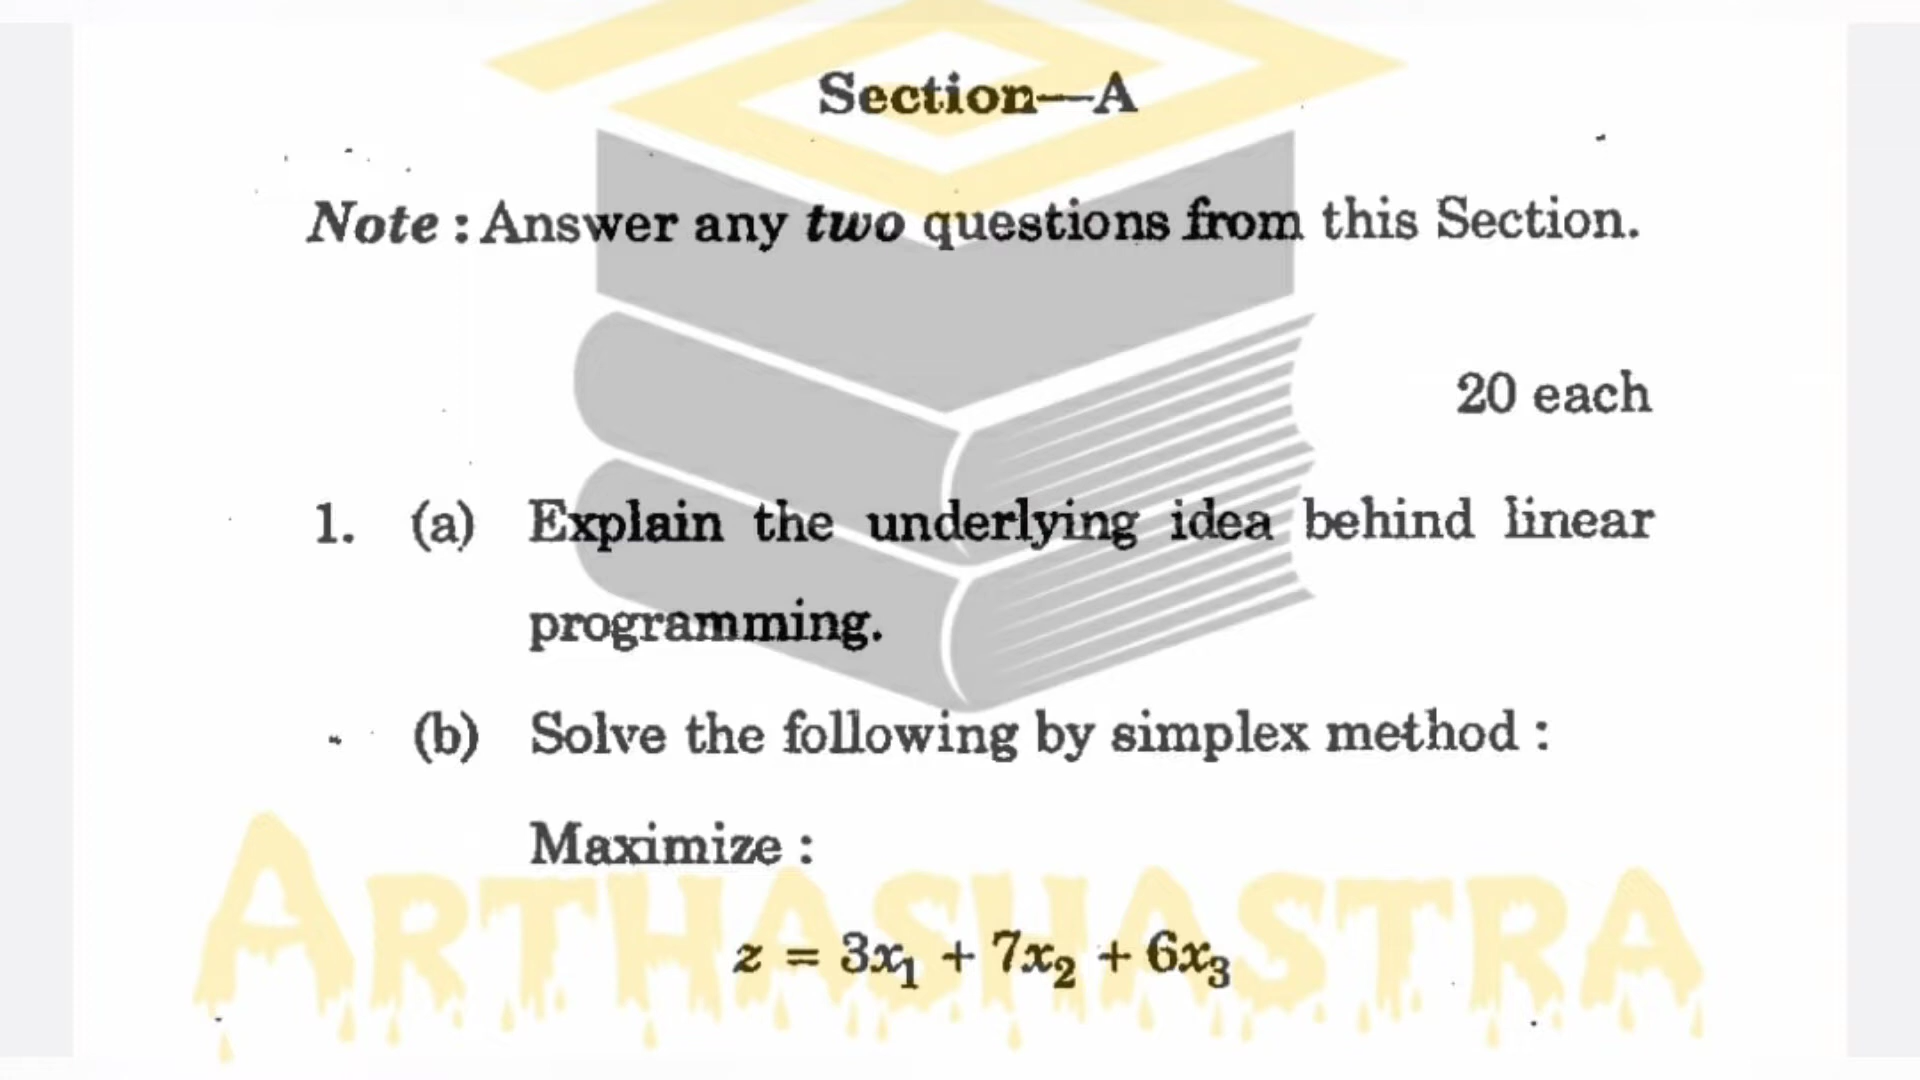 Section—A
Note : Answer any two questions from this Section.
20 each
1. (a) Explain the underlying idea behind linear
programming.
(b) Solve the following by simplex method :
Maximize :
ARTHASHASTRA
z = 3x₁ + 7x₂ + 6x₃